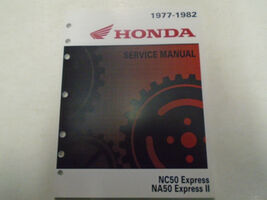 1977-1982
HONDA
SERVICE MANUAL
NC50 Express
NA50 Express II